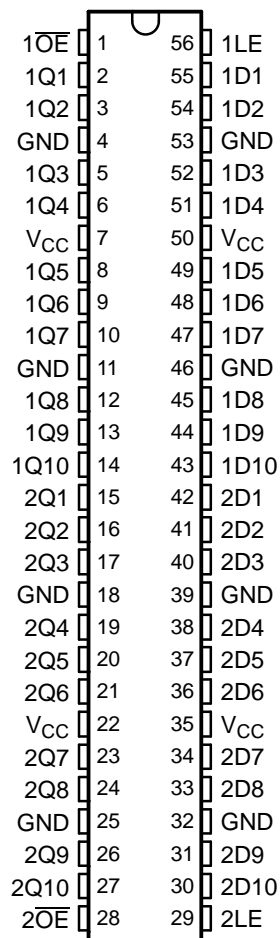 1O̅E̅ 1 56 1LE
1Q1 2 55 1D1
1Q2 3 54 1D2
GND 4 53 GND
1Q3 5 52 1D3
1Q4 6 51 1D4
VCC 7 50 VCC
1Q5 8 49 1D5
1Q6 9 48 1D6
1Q7 10 47 1D7
GND 11 46 GND
1Q8 12 45 1D8
1Q9 13 44 1D9
1Q10 14 43 1D10
2Q1 15 42 2D1
2Q2 16 41 2D2
2Q3 17 40 2D3
GND 18 39 GND
2Q4 19 38 2D4
2Q5 20 37 2D5
2Q6 21 36 2D6
VCC 22 35 VCC
2Q7 23 34 2D7
2Q8 24 33 2D8
GND 25 32 GND
2Q9 26 31 2D9
2Q10 27 30 2D10
2O̅E̅ 28 29 2LE